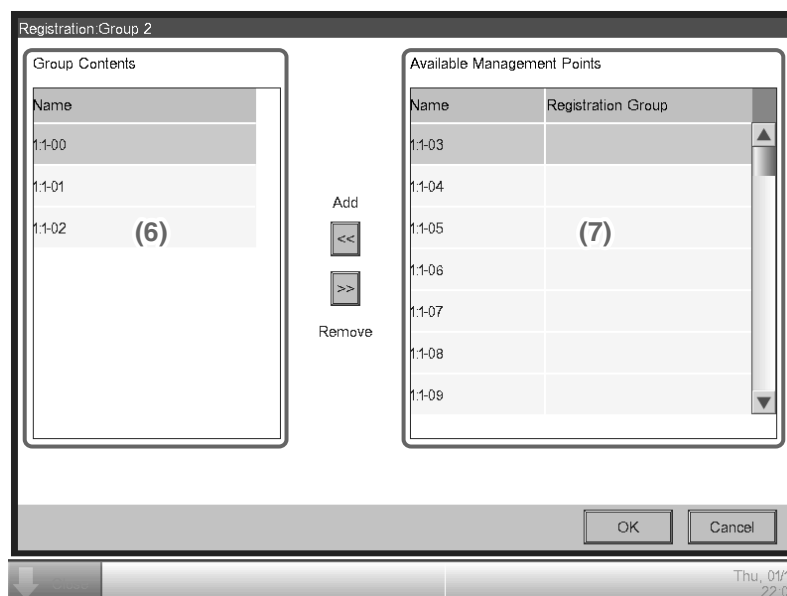 Registration:Group 2
Group Contents
Name
1:1-00
1:1-01
1:1-02
(6)
Add
<<
>>
Remove
Available Management Points
Name Registration Group
1:1-03
1:1-04
1:1-05
(7)
1:1-06
1:1-07
1:1-08
1:1-09
OK Cancel
Thu, 01/
22:0